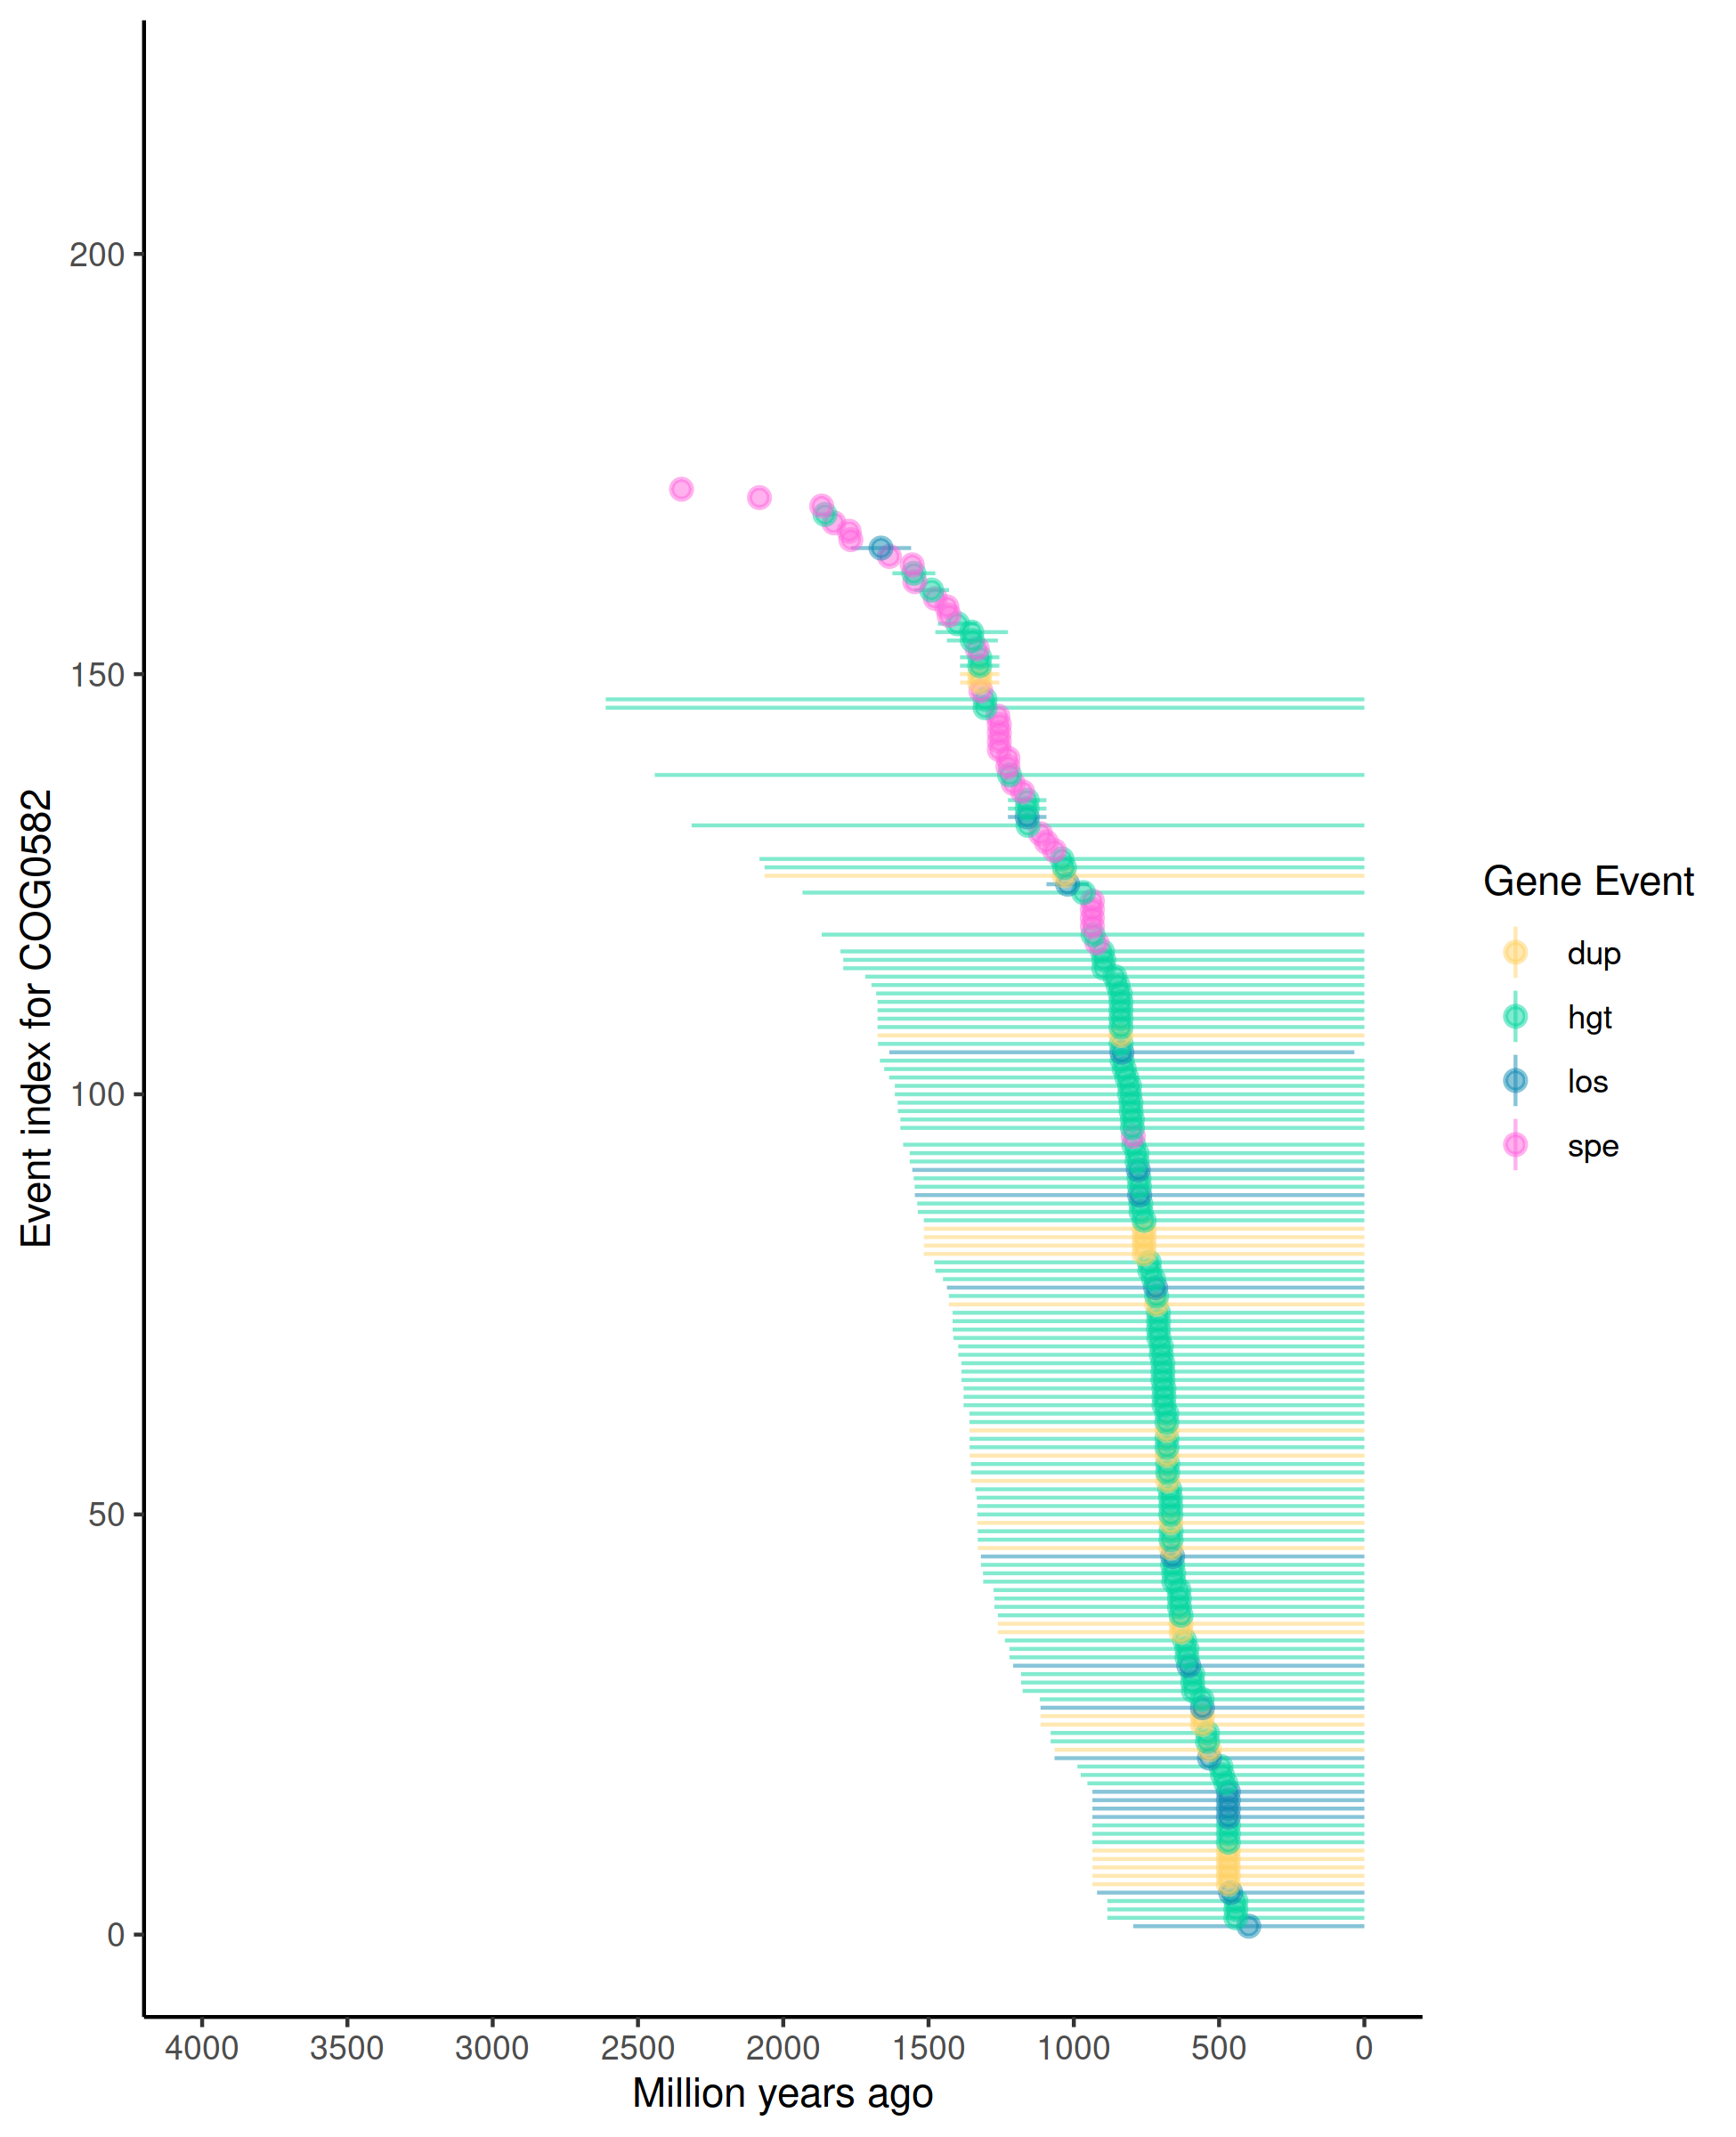 Event index for COG0582
200
150
100
50
0
4000 3500 3000 2500 2000 1500 1000 500 0
Million years ago
Gene Event
dup
hgt
los
spe